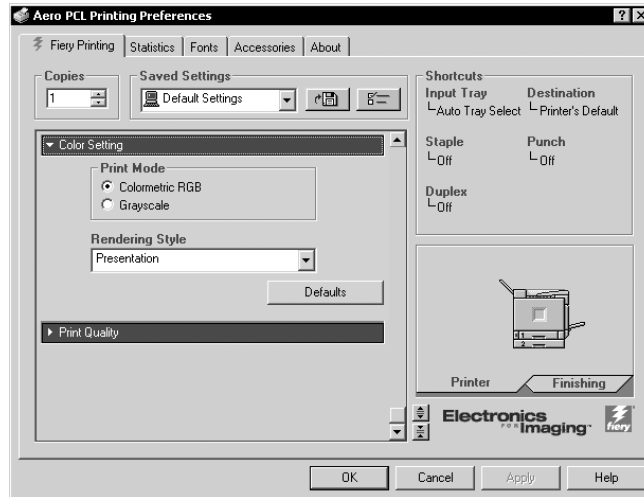 Aero PCL Printing Preferences
Fiery Printing Statistics Fonts Accessories About
Copies
1
Saved Settings
Default Settings
Color Setting
Print Mode
Colormetric RGB
Grayscale
Rendering Style
Presentation
Defaults
Print Quality
Shortcuts
Input Tray Destination
Auto Tray Select Printer's Default
Staple Punch
Off Off
Duplex
Off
1
2
Printer Finishing
Electronics
FOR Imaging
fiery
OK Cancel Apply Help